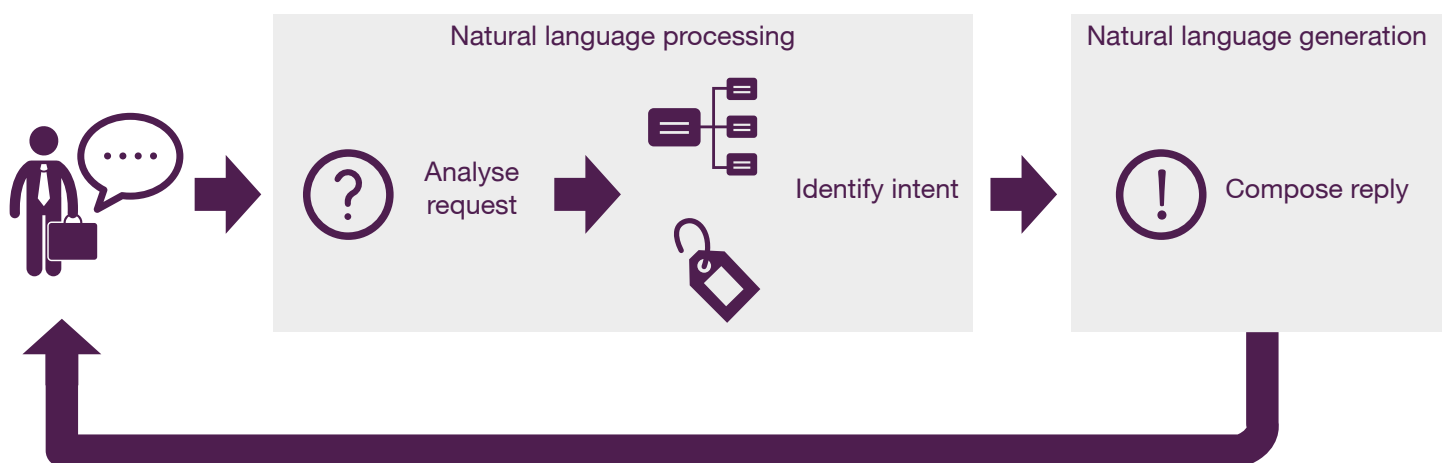 Natural language processing
Natural language generation
Analyse
request
Identify intent
Compose reply